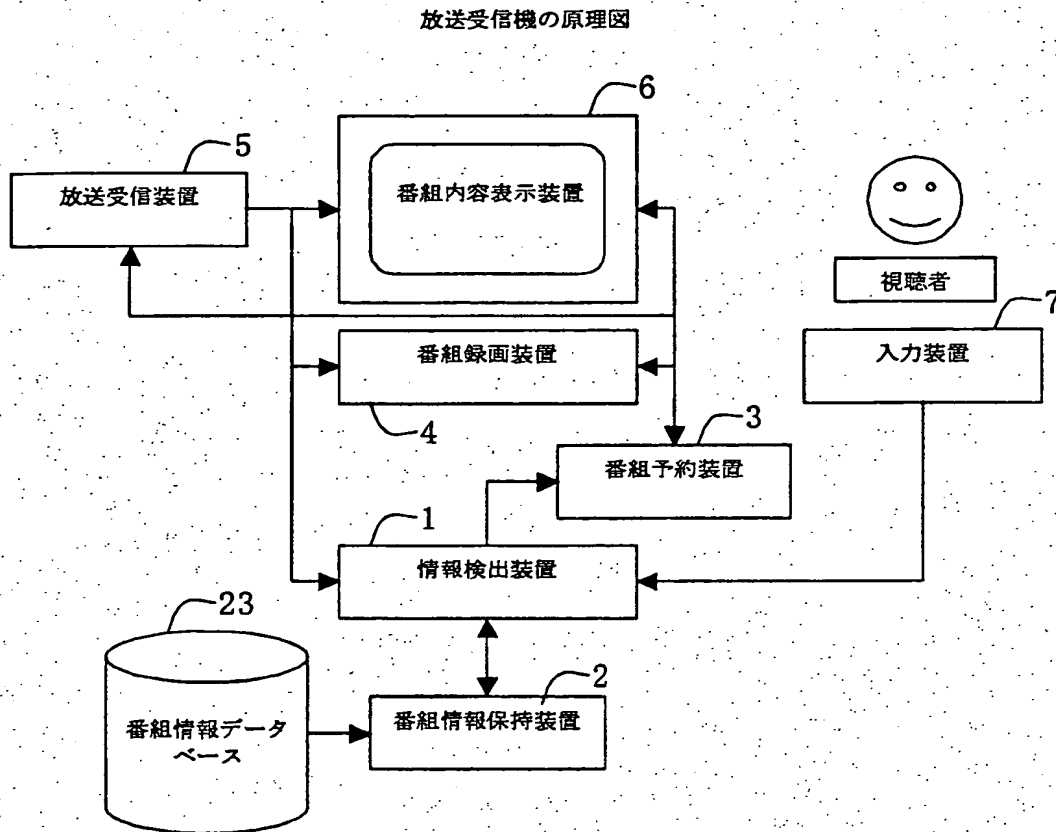 放送受信機の原理図
6
5
放送受信装置
番組内容表示装置
視聴者
7
番組録画装置
入力装置
4
3
番組予約装置
1
情報検出装置
23
2
番組情報保持装置
番組情報データ
ベース